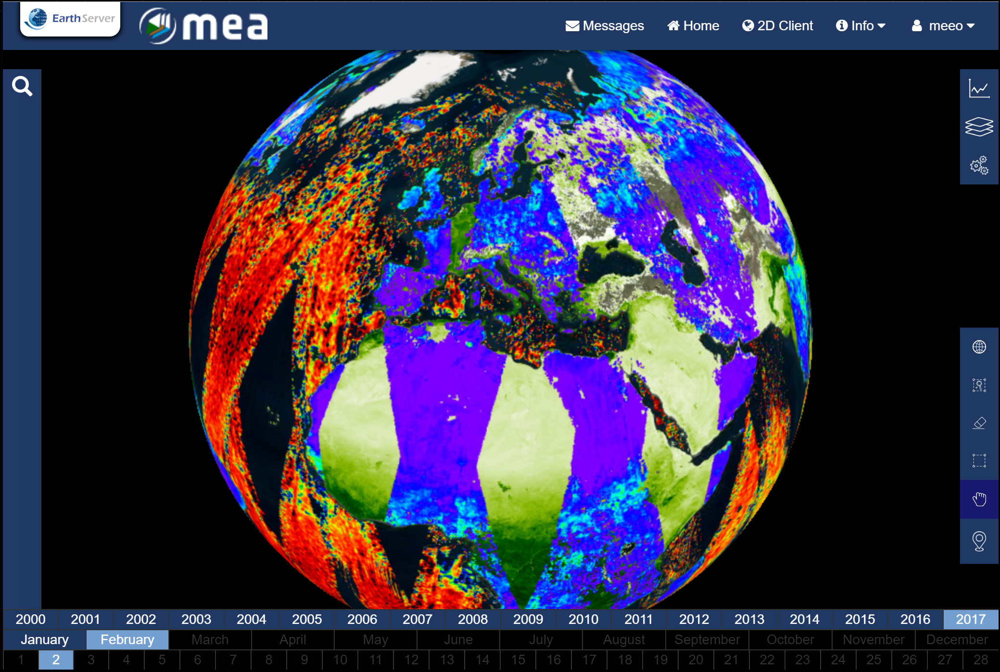 EarthServer mea Messages Home 2D Client Info meeo
2000 2001 2002 2003 2004 2005 2006 2007 2008 2009 2010 2011 2012 2013 2014 2015 2016 2017
January February March April May June July August September October November December
1 2 3 4 5 6 7 8 9 10 11 12 13 14 15 16 17 18 19 20 21 22 23 24 25 26 27 28